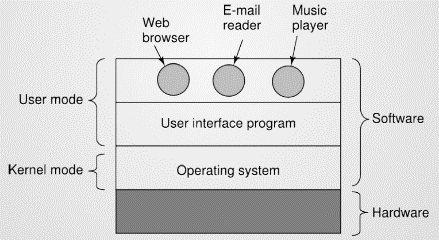 Web
browser
E-mail
reader
Music
player
User mode
User interface program
Software
Kernel mode
Operating system
Hardware